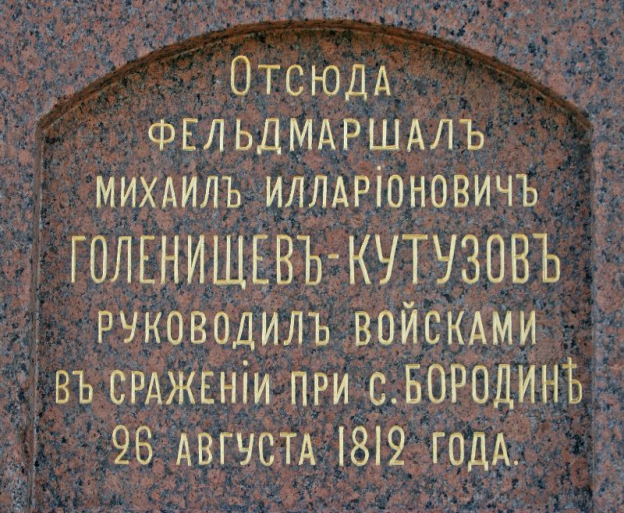 Отсюда
фельдмаршалъ
михаилъ илларіоновичъ
ГОЛЕНИЩЕВЪ-КУТУЗОВЪ
руководилъ войсками
въ сраженіи при с. БОРОДИНѢ
26 августа 1812 года.